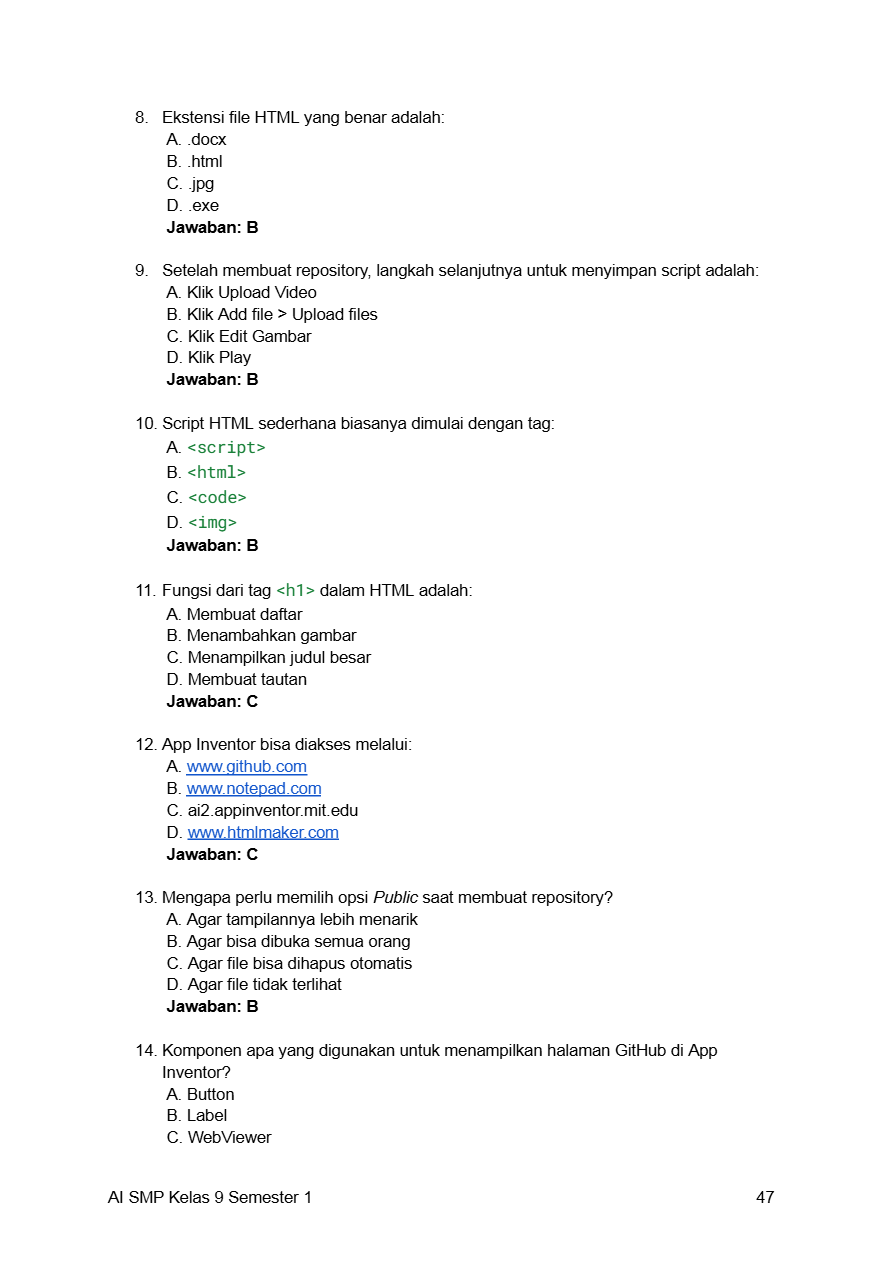 8. Ekstensi file HTML yang benar adalah:
A. .docx
B. .html
C. .jpg
D. .exe
Jawaban: B
9. Setelah membuat repository, langkah selanjutnya untuk menyimpan script adalah:
A. Klik Upload Video
B. Klik Add file > Upload files
C. Klik Edit Gambar
D. Klik Play
Jawaban: B
10. Script HTML sederhana biasanya dimulai dengan tag:
A. <script>
B. <html>
C. <code>
D. <img>
Jawaban: B
11. Fungsi dari tag <h1> dalam HTML adalah:
A. Membuat daftar
B. Menambahkan gambar
C. Menampilkan judul besar
D. Membuat tautan
Jawaban: C
12. App Inventor bisa diakses melalui:
A. www.github.com
B. www.notepad.com
C. ai2.appinventor.mit.edu
D. www.htmlmaker.com
Jawaban: C
13. Mengapa perlu memilih opsi Public saat membuat repository?
A. Agar tampilannya lebih menarik
B. Agar bisa dibuka semua orang
C. Agar file bisa dihapus otomatis
D. Agar file tidak terlihat
Jawaban: B
14. Komponen apa yang digunakan untuk menampilkan halaman GitHub di App
Inventor?
A. Button
B. Label
C. WebViewer
AI SMP Kelas 9 Semester 1 47